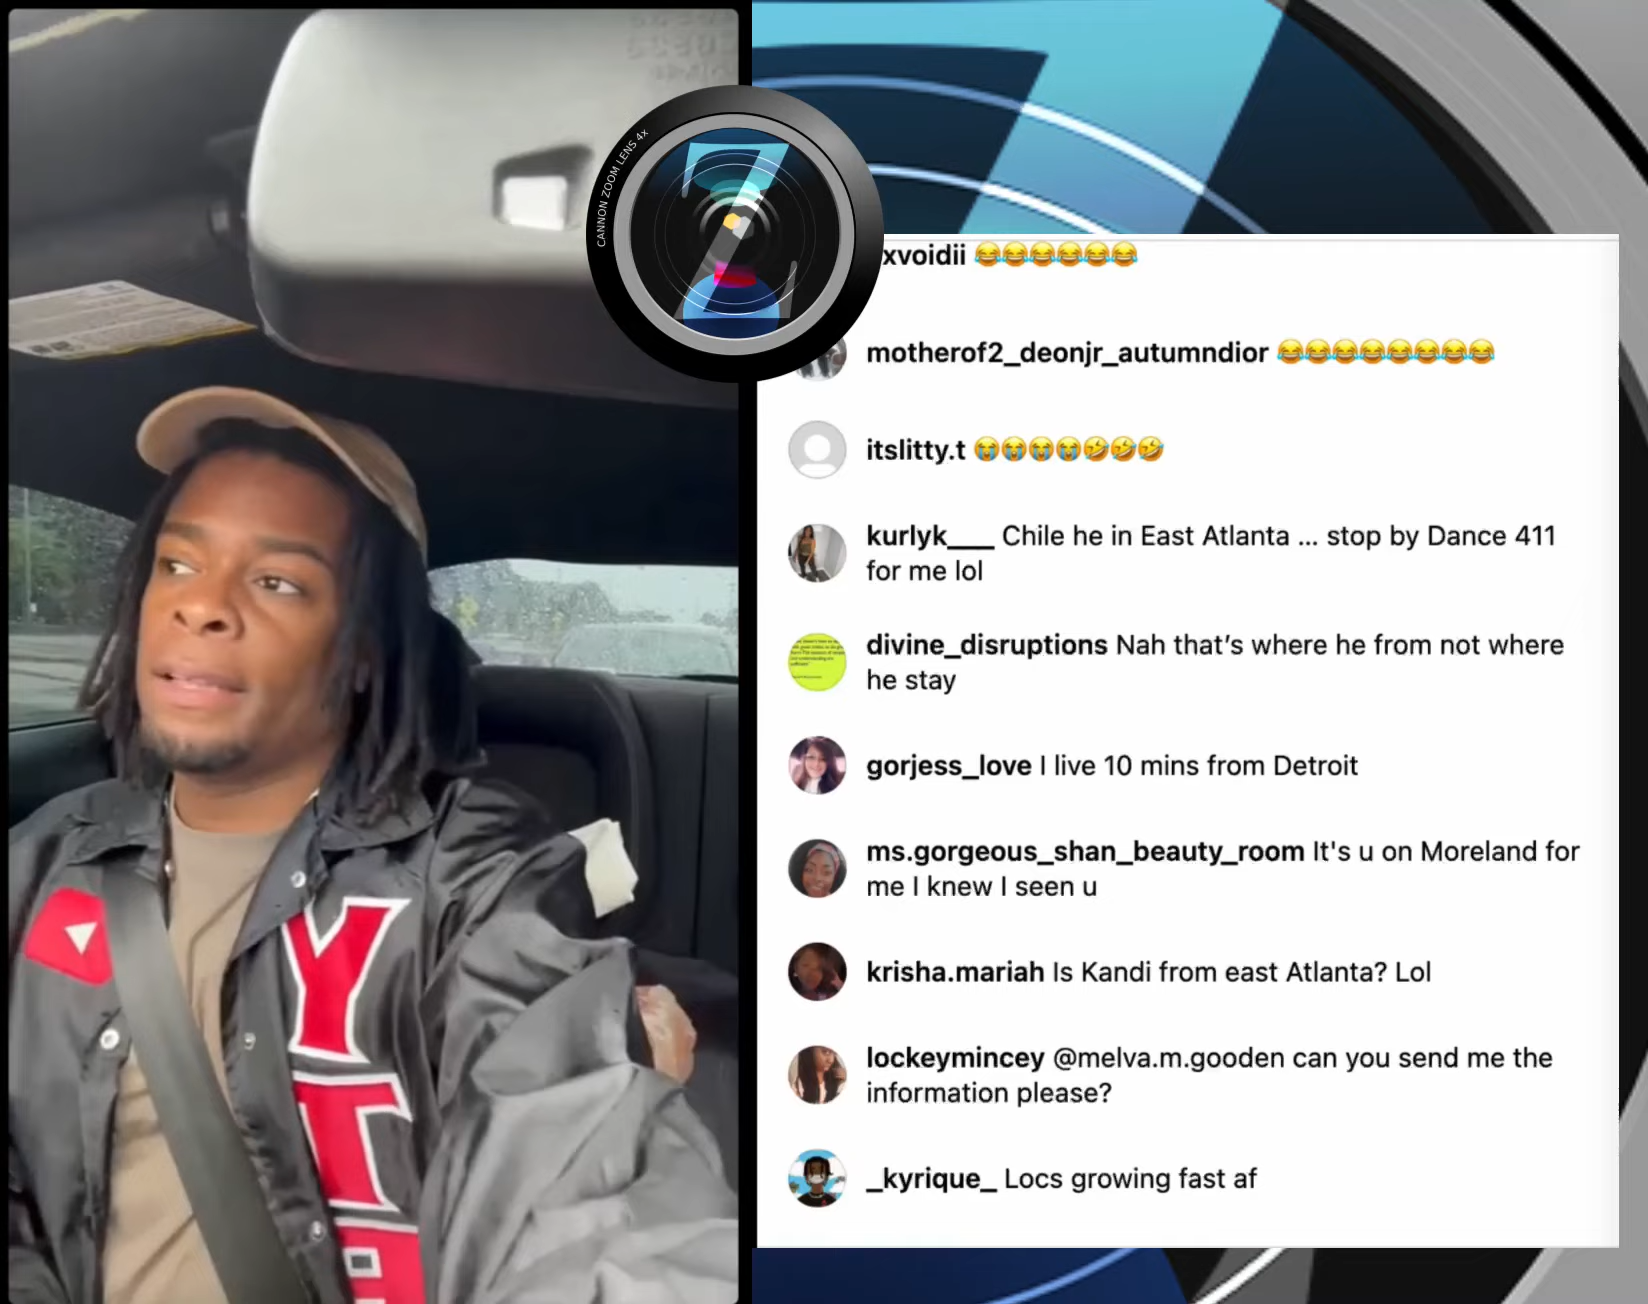 CANNON ZOOM LENS 4x
xvoidii 😂😂😂😂😂😂
motherof2_deonjr_autumndior 😂😂😂😂😂😂😂😂
itslitty.t 😭😭😭😭🤣🤣🤣
kurlyk___ Chile he in East Atlanta ... stop by Dance 411
for me lol
divine_disruptions Nah that's where he from not where
he stay
gorjess_love I live 10 mins from Detroit
ms.gorgeous_shan_beauty_room It's u on Moreland for
me I knew I seen u
krisha.mariah Is Kandi from east Atlanta? Lol
lockeymincey @melva.m.gooden can you send me the
information please?
_kyrique_ Locs growing fast af
Y
T